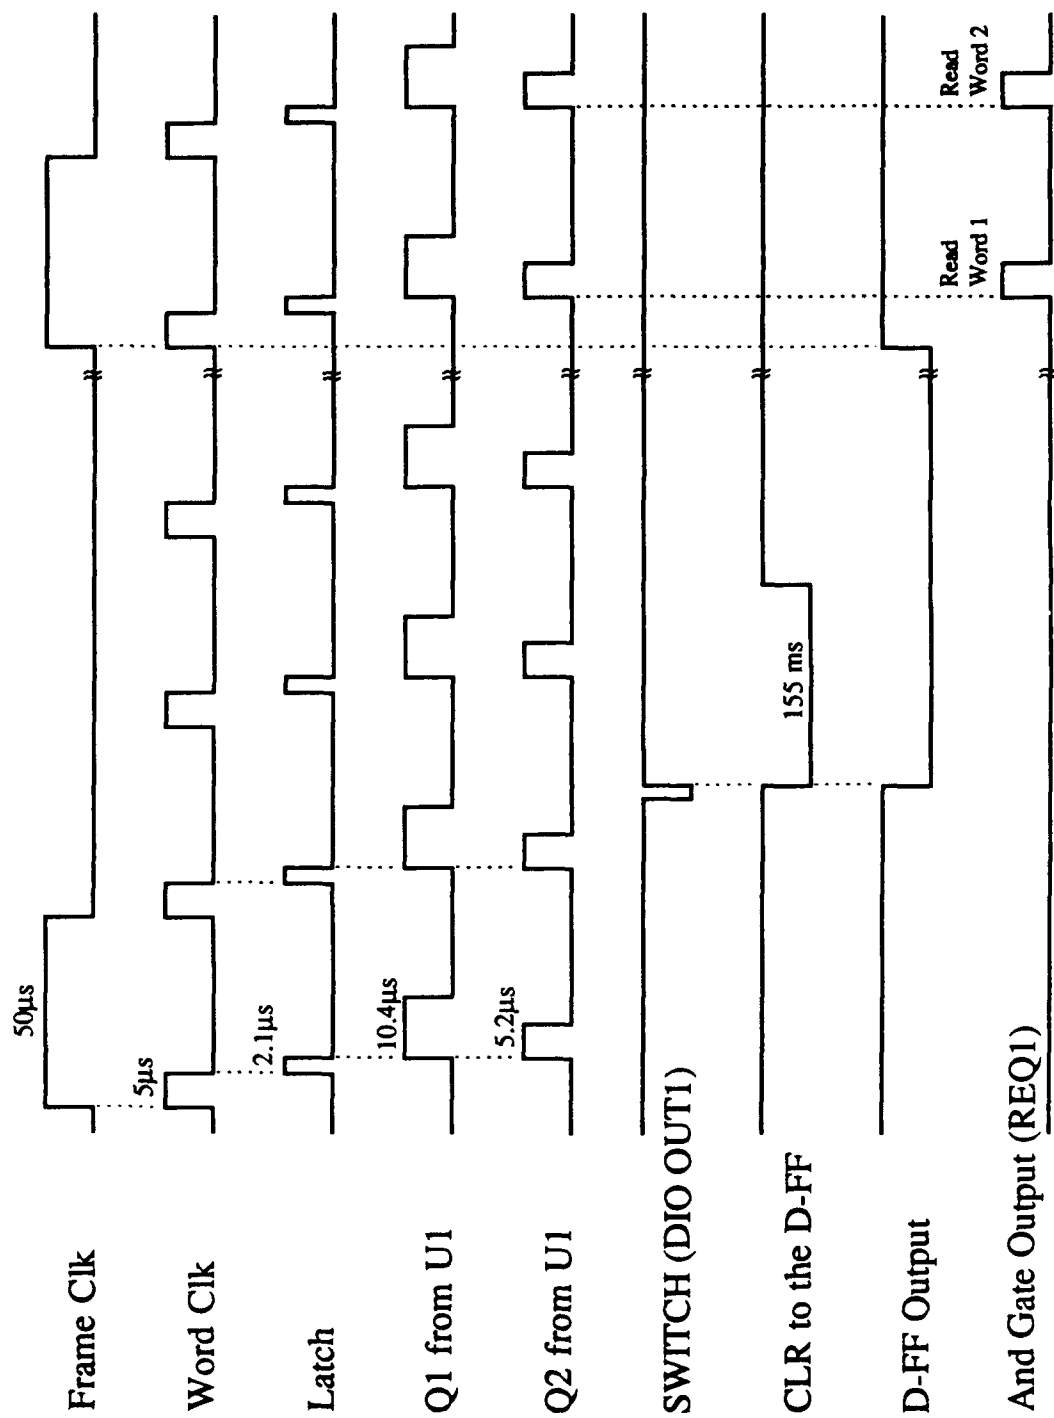 Frame Clk
50µs
Word Clk
5µs
Latch
2.1µs
Q1 from U1
10.4µs
Q2 from U1
5.2µs
SWITCH (DIO OUT1)
CLR to the D-FF
155 ms
D-FF Output
And Gate Output (REQ1)
Read
Word 1
Read
Word 2